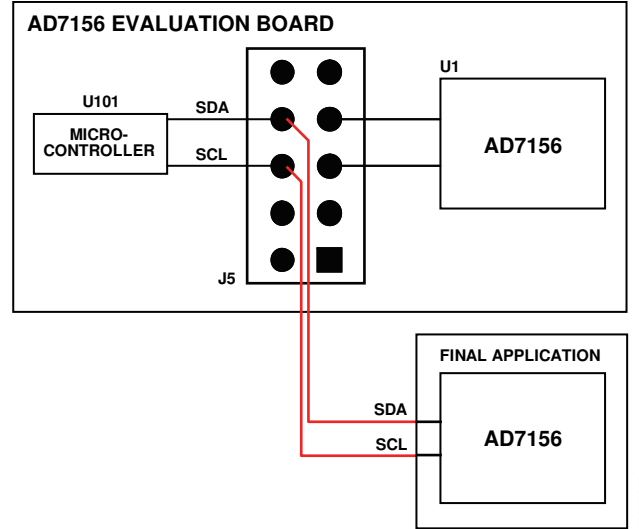 AD7156 EVALUATION BOARD
U1
U101
SDA
MICRO-
CONTROLLER
AD7156
SCL
J5
FINAL APPLICATION
SDA
AD7156
SCL